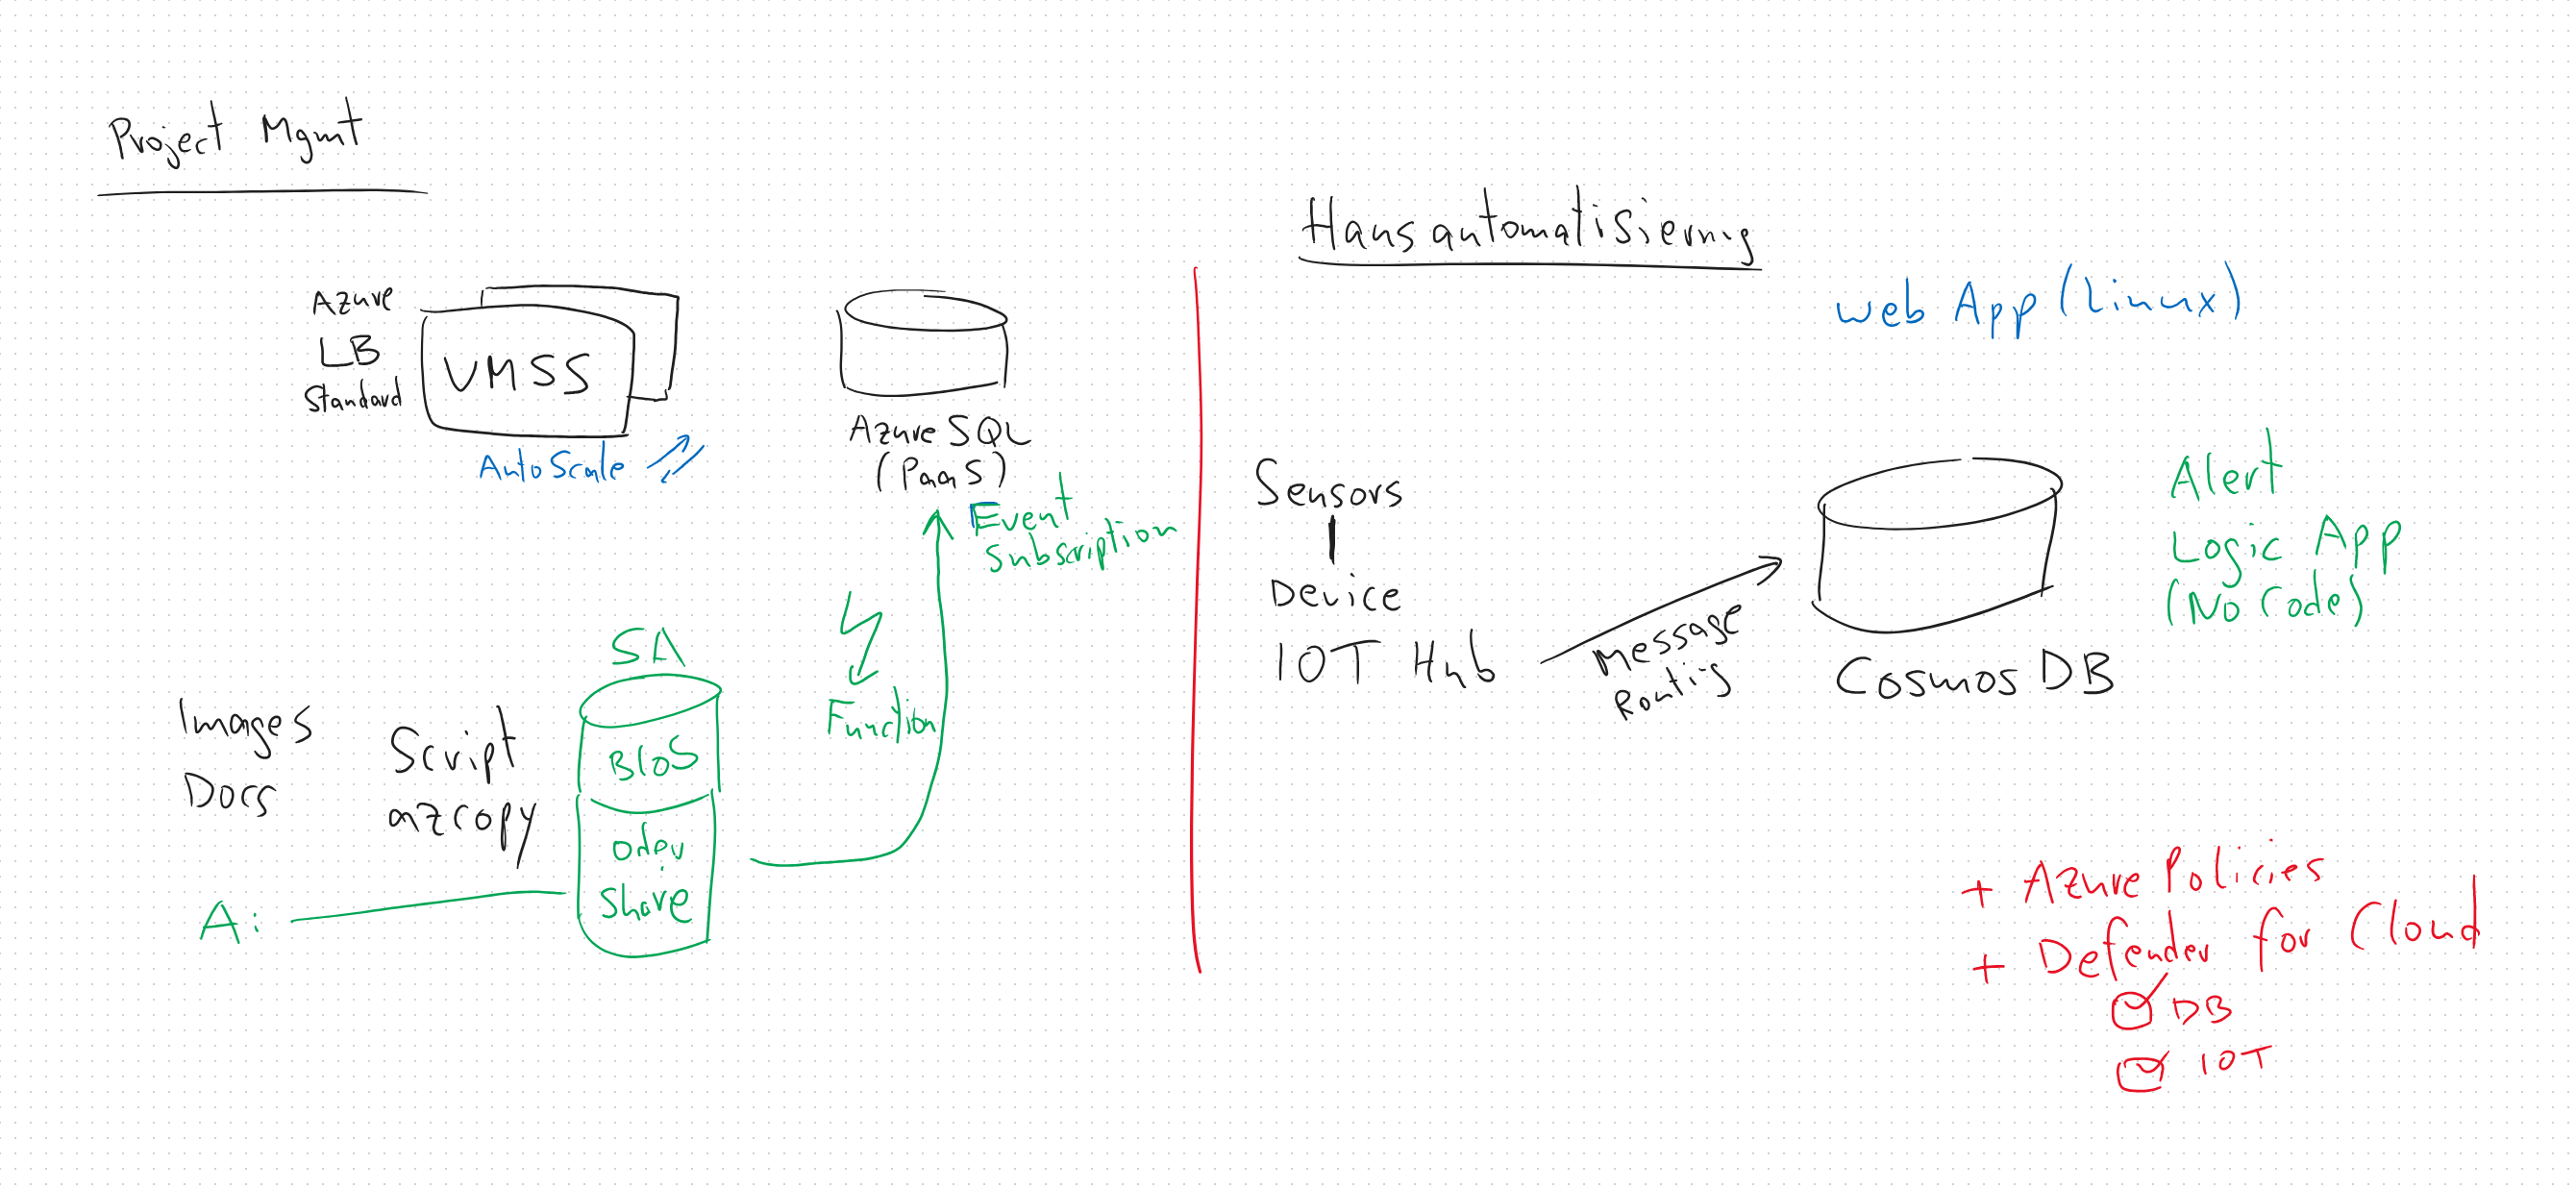 Project Mgmt
Azure
LB
Standard
VMSS
AutoScale
Azure SQL
(PaaS)
Event
Subscription
Function
SA
Blob
oder
share
Images
Docs
Script
azcopy
A:
Hausautomatisierung
Web App (Linux)
Sensors
Device
IOT Hub
Message
Routing
Cosmos DB
Alert
Logic App
(No Code)
+ Azure Policies
+ Defender for Cloud
DB
IOT